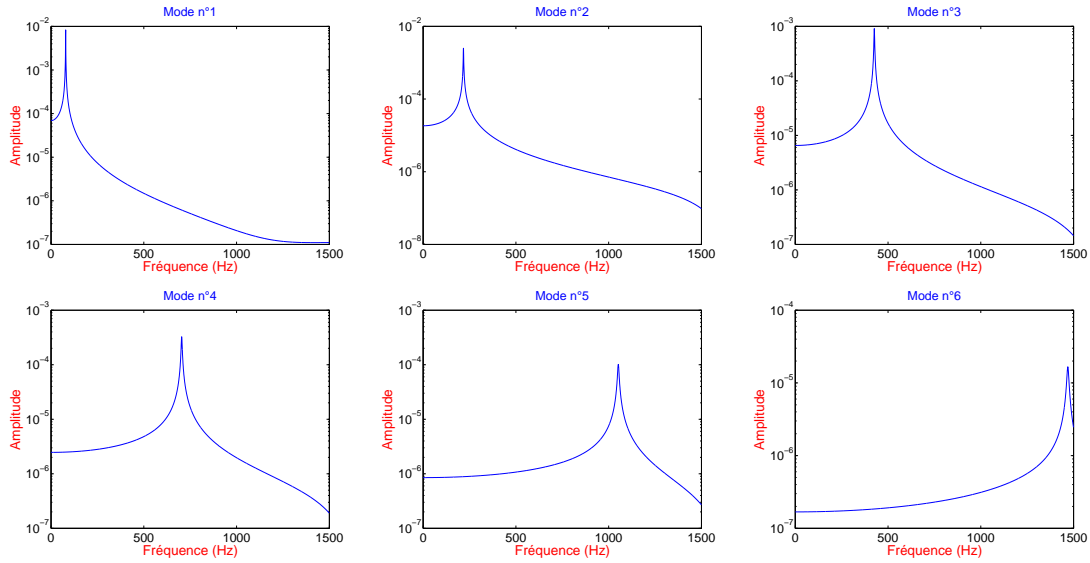 Mode n°1
Amplitude
10−2
10−3
10−4
10−5
10−6
10−7
0
500
1000
1500
Fréquence (Hz)
Mode n°2
Amplitude
10−2
10−4
10−6
10−8
0
500
1000
1500
Fréquence (Hz)
Mode n°3
Amplitude
10−3
10−4
10−5
10−6
10−7
0
500
1000
1500
Fréquence (Hz)
Mode n°4
Amplitude
10−3
10−4
10−5
10−6
10−7
0
500
1000
1500
Fréquence (Hz)
Mode n°5
Amplitude
10−3
10−4
10−5
10−6
10−7
0
500
1000
1500
Fréquence (Hz)
Mode n°6
Amplitude
10−4
10−5
10−6
10−7
0
500
1000
1500
Fréquence (Hz)